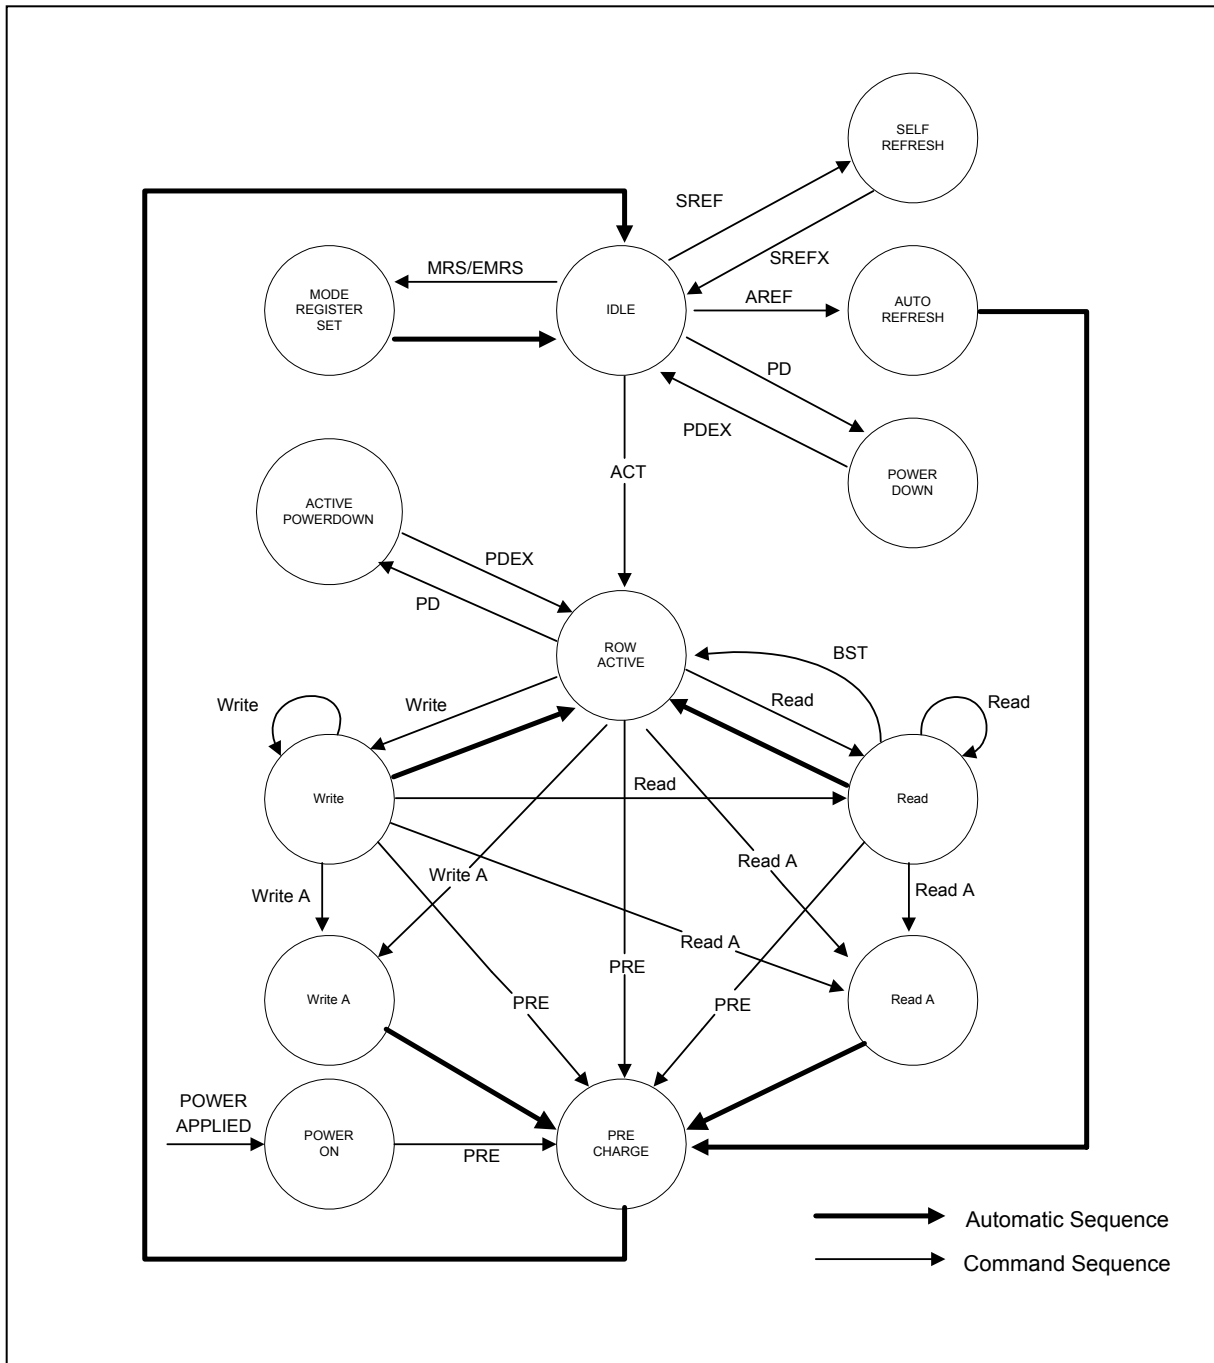 SELF
REFRESH
SREF
SREFX
MRS/EMRS
AREF
MODE
REGISTER
SET
IDLE
AUTO
REFRESH
PD
PDEX
POWER
DOWN
ACT
ACTIVE
POWERDOWN
PDEX
PD
ROW
ACTIVE
BST
Write
Write
Read
Read
Write
Read
Read
Write A
Write A
Read A
Read A
Read A
PRE
PRE
PRE
Write A
Read A
POWER
APPLIED
POWER
ON
PRE
PRE
CHARGE
Automatic Sequence
Command Sequence